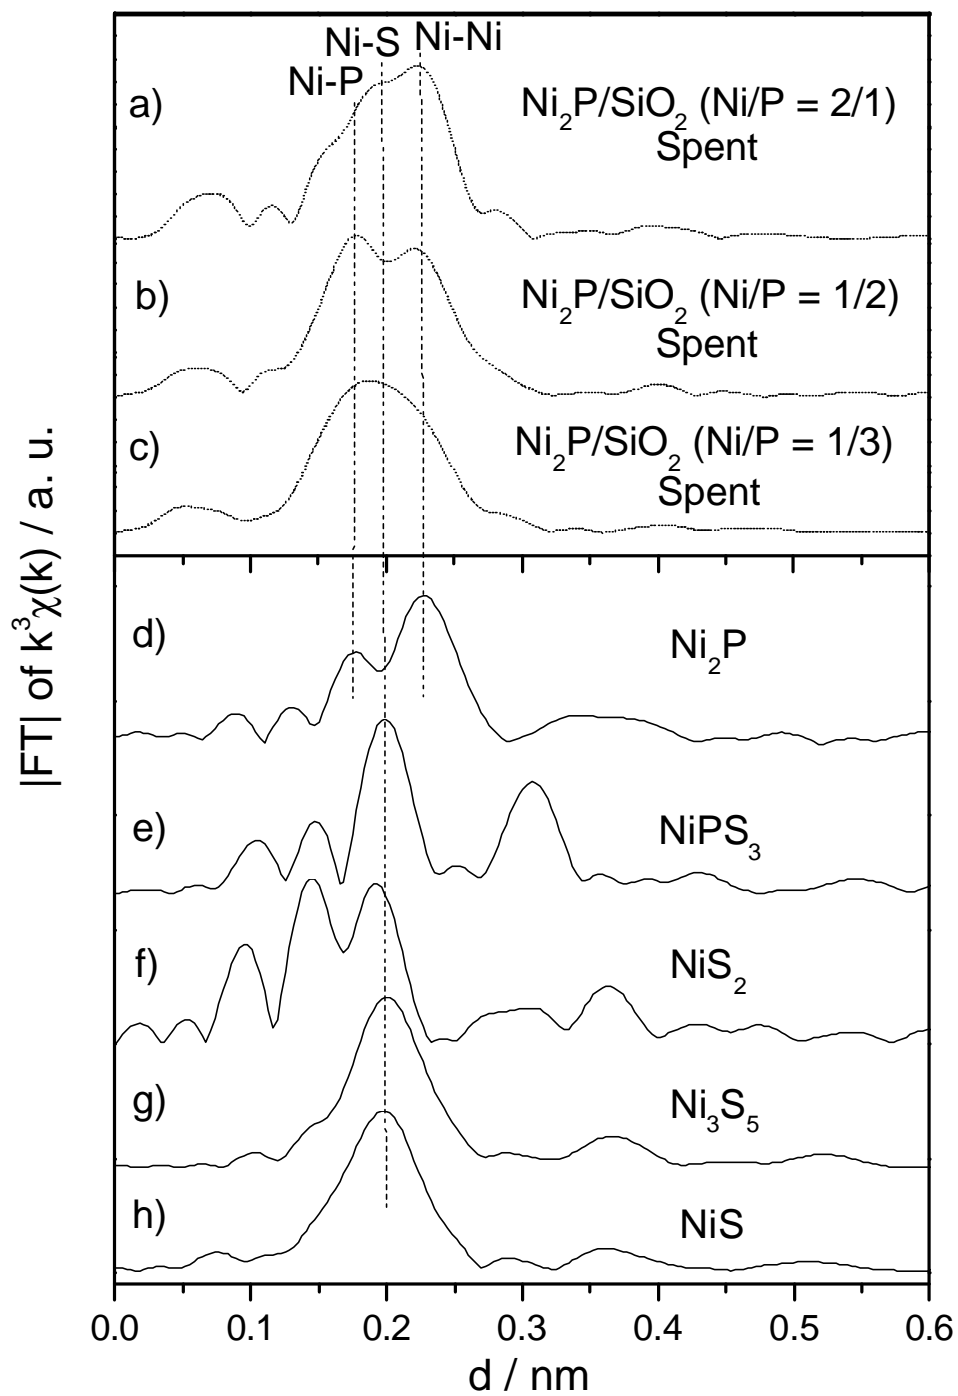 Ni-S Ni-Ni
Ni-P
a) Ni₂P/SiO₂ (Ni/P = 2/1)
Spent
b) Ni₂P/SiO₂ (Ni/P = 1/2)
Spent
c) Ni₂P/SiO₂ (Ni/P = 1/3)
Spent
|FT| of k³χ(k) / a. u.
d) Ni₂P
e) NiPS₃
f) NiS₂
g) Ni₃S₅
h) NiS
0.0 0.1 0.2 0.3 0.4 0.5 0.6
d / nm